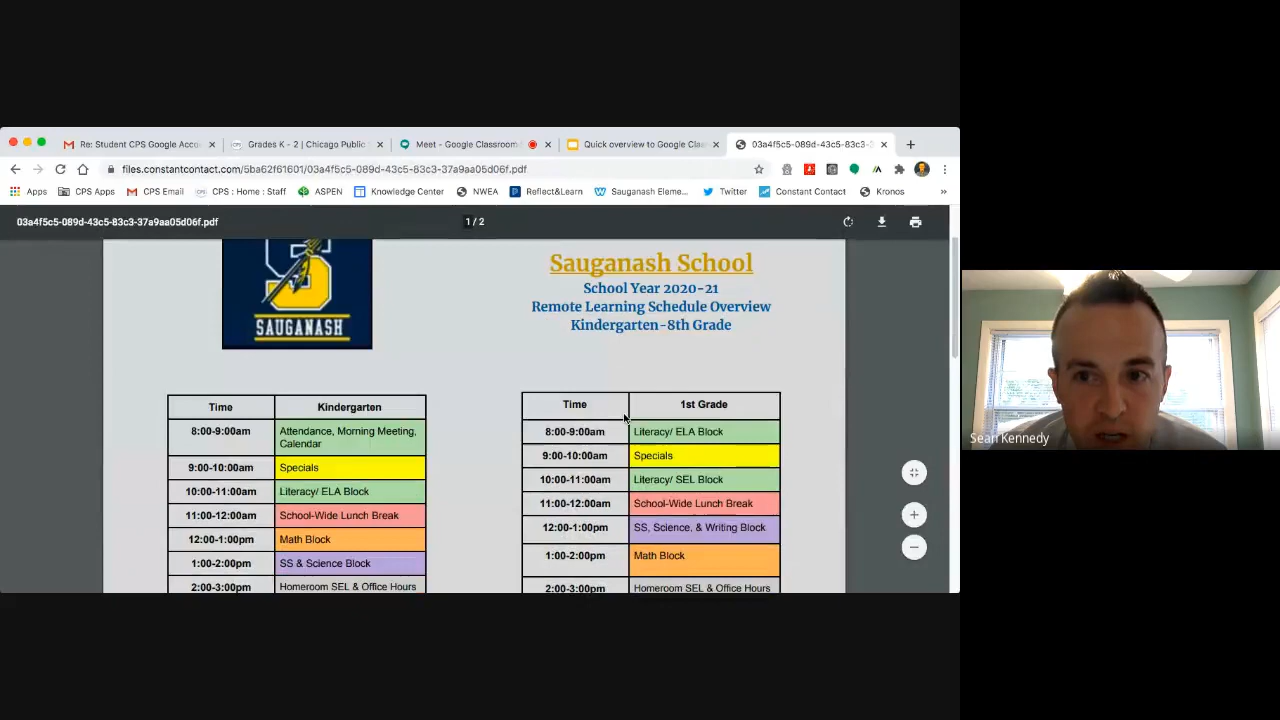 Re: Student CPS Google Acco
Grades K - 2 | Chicago Public
Meet - Google Classroom
Quick overview to Google Clas
03a4f5c5-089d-43c5-83c3-3
files.constantcontact.com/5ba62f61601/03a4f5c5-089d-43c5-83c3-37a9aa05d06f.pdf
Apps
CPS Apps
CPS Email
CPS : Home : Staff
ASPEN
Knowledge Center
NWEA
Reflect&Learn
Sauganash Eleme...
Twitter
Constant Contact
Kronos
»
03a4f5c5-089d-43c5-83c3-37a9aa05d06f.pdf
1 / 2
SAUGANASH
Sauganash School
School Year 2020-21
Remote Learning Schedule Overview
Kindergarten-8th Grade
Time Kindergarten
8:00-9:00am Attendance, Morning Meeting,
Calendar
9:00-10:00am Specials
10:00-11:00am Literacy/ ELA Block
11:00-12:00am School-Wide Lunch Break
12:00-1:00pm Math Block
1:00-2:00pm SS & Science Block
2:00-3:00pm Homeroom SEL & Office Hours
Time 1st Grade
8:00-9:00am Literacy/ ELA Block
9:00-10:00am Specials
10:00-11:00am Literacy/ SEL Block
11:00-12:00am School-Wide Lunch Break
12:00-1:00pm SS, Science, & Writing Block
1:00-2:00pm Math Block
2:00-3:00pm Homeroom SEL & Office Hours
Sean Kennedy